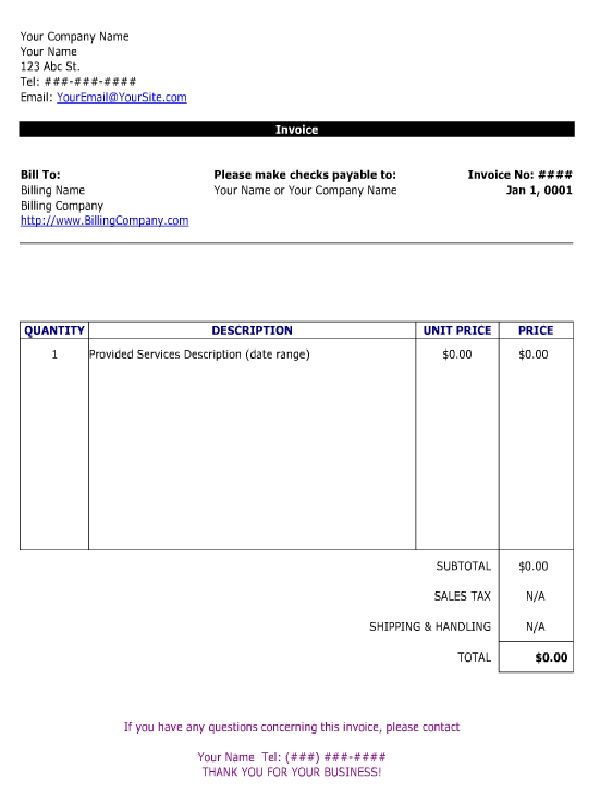 Your Company Name
Your Name
123 Abc St.
Tel: ###-###-####
Email: YourEmail@YourSite.com
Invoice
Bill To: Please make checks payable to: Invoice No: ####
Billing Name Your Name or Your Company Name Jan 1, 0001
Billing Company
http://www.BillingCompany.com
QUANTITY DESCRIPTION UNIT PRICE PRICE
1 Provided Services Description (date range) $0.00 $0.00
SUBTOTAL $0.00
SALES TAX N/A
SHIPPING & HANDLING N/A
TOTAL $0.00
If you have any questions concerning this invoice, please contact
Your Name Tel: (###) ###-####
THANK YOU FOR YOUR BUSINESS!